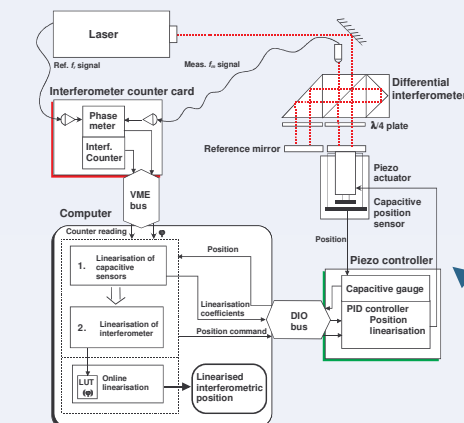 Laser
Ref. fr signal
Meas. fm signal
Interferometer counter card
Differential
interferometer
Phase
meter
Interf.
Counter
λ/4 plate
Reference mirror
Piezo
actuator
VME
bus
Capacitive
position
sensor
Computer
Counter reading
φ
Position
Position
Piezo controller
1.
Linearisation of
capacitive
sensors
Capacitive gauge
Linearisation
coefficients
DIO
bus
PID controller
Position
linearisation
2.
Linearisation of
interferometer
Position command
LUT
(φ)
Online
linearisation
Linearised
interferometric
position